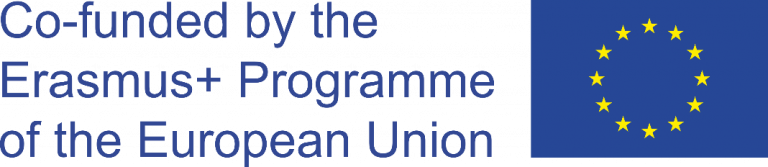 Co-funded by the
Erasmus+ Programme
of the European Union